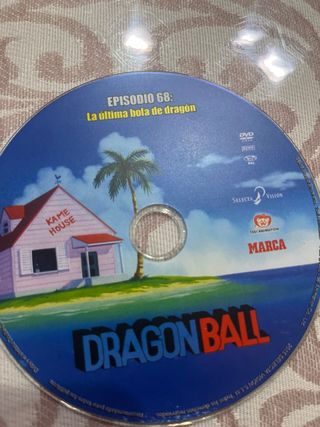 EPISODIO 68:
La última bola de dragón
DVD
SELECTA VISIÓN
TOEI ANIMATION
MARCA
KAME
HOUSE
DRAGON BALL